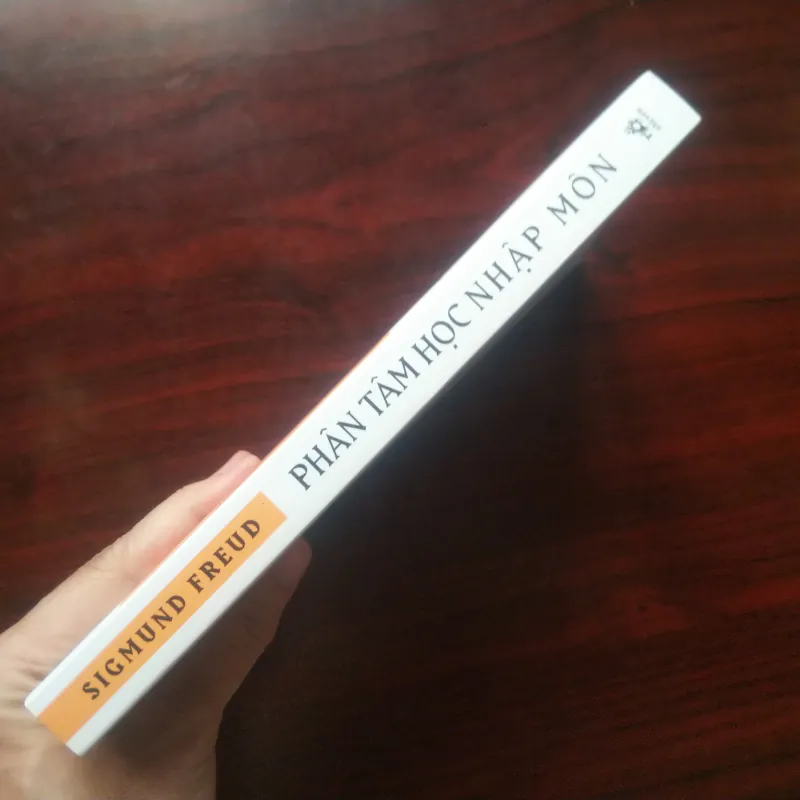 SIGMUND FREUD
PHÂN TÂM HỌC NHẬP MÔN